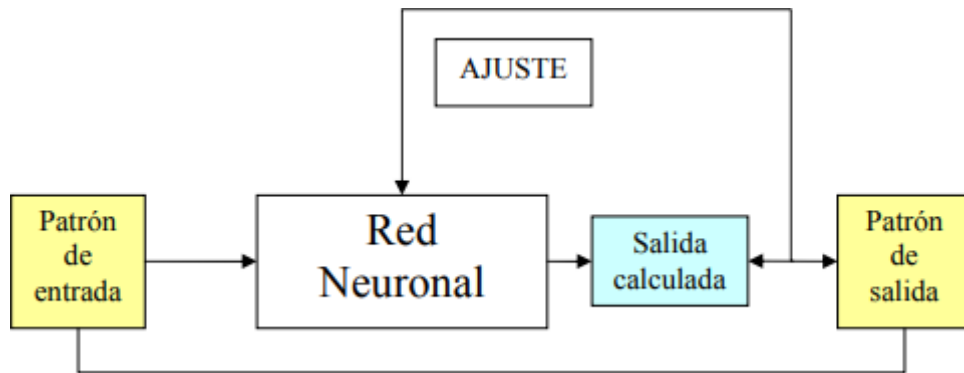 AJUSTE
Patrón
de
entrada
Red
Neuronal
Salida
calculada
Patrón
de
salida